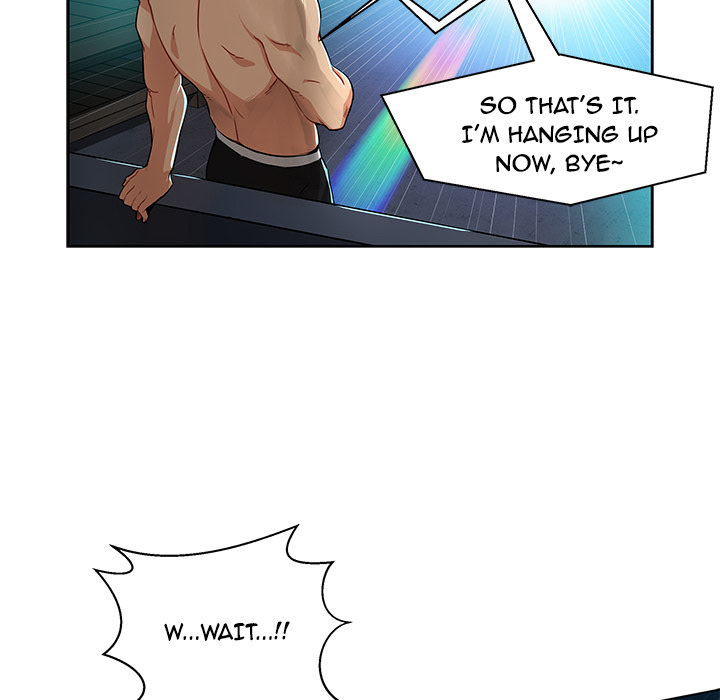 SO THAT'S IT.
I'M HANGING UP
NOW, BYE~
W...WAIT...!!